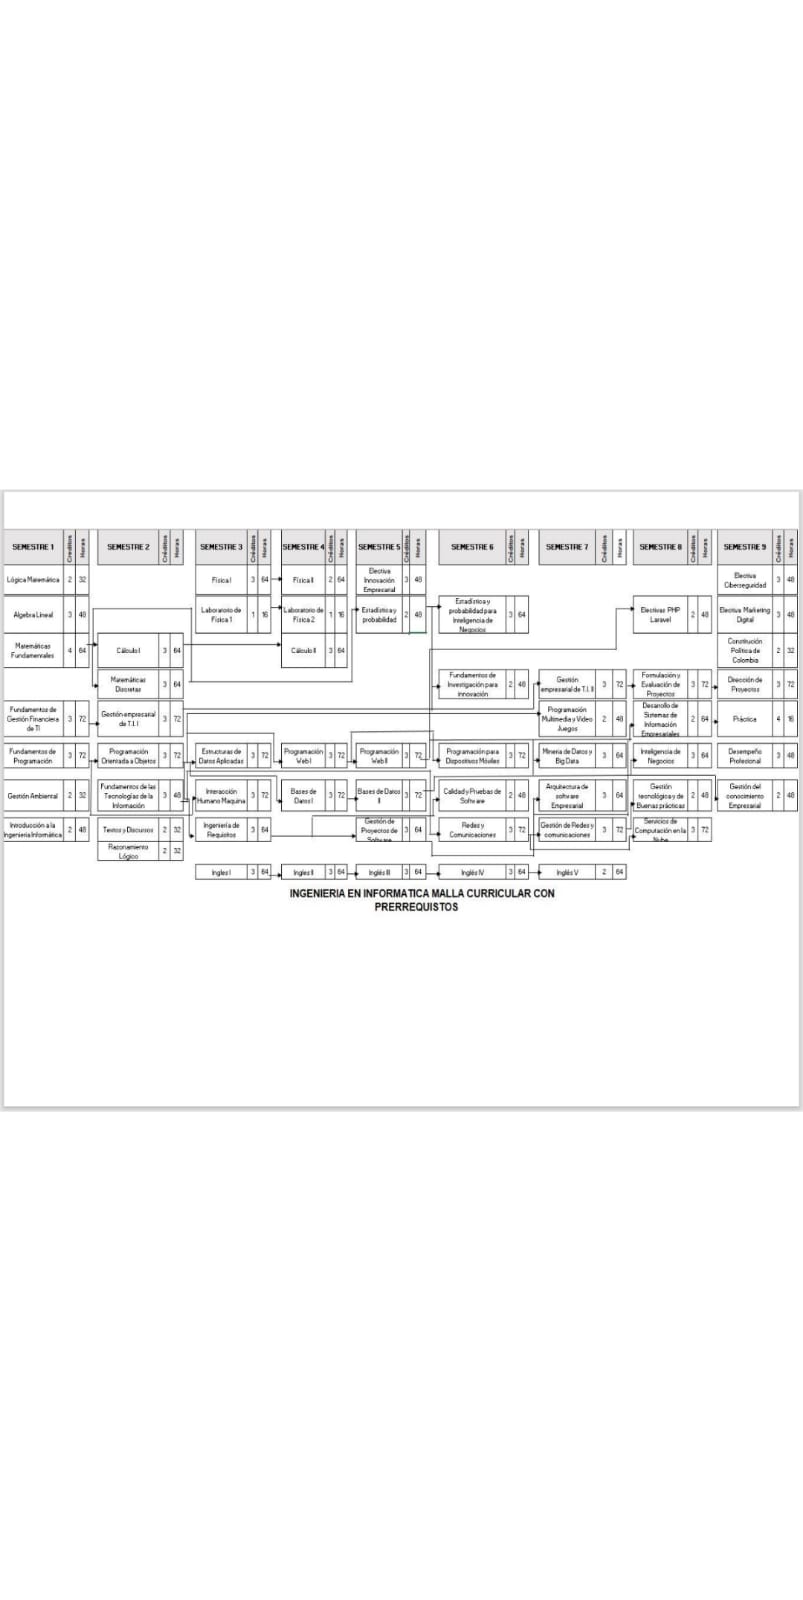 SEMESTRE 1 Créditos Horas SEMESTRE 2 Créditos Horas SEMESTRE 3 Créditos Horas SEMESTRE 4 Créditos Horas SEMESTRE 5 Créditos Horas SEMESTRE 6 Créditos Horas SEMESTRE 7 Créditos Horas SEMESTRE 8 Créditos Horas SEMESTRE 9 Créditos Horas
Lógica Matemática 2 32
Física I 3 64
Física II 2 64
Electiva
Innovación
Empresarial
3 48
Electiva
Ciberseguridad
3 48
Algebra Lineal 3 48
Laboratorio de
Física 1
1 16
Laboratorio de
Física 2
1 16
Estadística y
probabilidad
2 48
Estadística y
probabilidad para
Inteligencia de
Negocios
3 64
Electivas PHP
Laravel
2 48
Electiva Marketing
Digital
3 48
Matemáticas
Fundamentales
4 64
Cálculo I 3 64
Cálculo II 3 64
Constitución
Política de
Colombia
2 32
Matemáticas
Discretas
3 64
Fundamentos de
Investigación para
innovación
2 48
Gestión
empresarial de T.I. II
3 72
Formulación y
Evaluación de
Proyectos
3 72
Dirección de
Proyectos
3 72
Fundamentos de
Gestión Financiera
de TI
3 72
Gestión empresarial
de T.I. I
3 72
Programación
Multimedia y Video
Juegos
2 48
Desarrollo de
Sistemas de
Información
Empresariales
2 64
Práctica 4 16
Fundamentos de
Programación
3 72
Programación
Orientada a Objetos
3 72
Estructuras de
Datos Aplicadas
3 72
Programación
Web I
3 72
Programación
Web II
3 72
Programación para
Dispositivos Móviles
3 72
Minería de Datos y
Big Data
3 64
Inteligencia de
Negocios
3 64
Desempeño
Profesional
3 48
Gestión Ambiental 2 32
Fundamentos de las
Tecnologías de la
Información
3 48
Interacción
Humano Maquina
3 72
Bases de
Datos I
3 72
Bases de Datos
II
3 72
Calidad y Pruebas de
Software
2 48
Arquitectura de
software
Empresarial
3 64
Gestión
tecnológica y de
Buenas prácticas
2 48
Gestión del
conocimiento
Empresarial
2 48
Introducción a la
Ingeniería Informática
2 48
Textos y Discursos 2 32
Ingeniería de
Requisitos
3 64
Gestión de
Proyectos de
Software
3 64
Redes y
Comunicaciones
3 72
Gestión de Redes y
comunicaciones
3 72
Servicios de
Computación en la
Nube
3 72
Razonamiento
Lógico
2 32
Ingles I 3 64
Ingles II 3 64
Inglés III 3 64
Inglés IV 3 64
Inglés V 2 64
INGENIERIA EN INFORMATICA MALLA CURRICULAR CON
PRERREQUISTOS